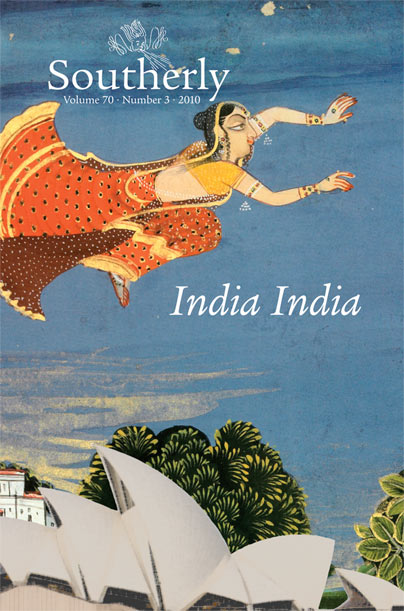 Southerly
Volume 70 · Number 3 · 2010
India India